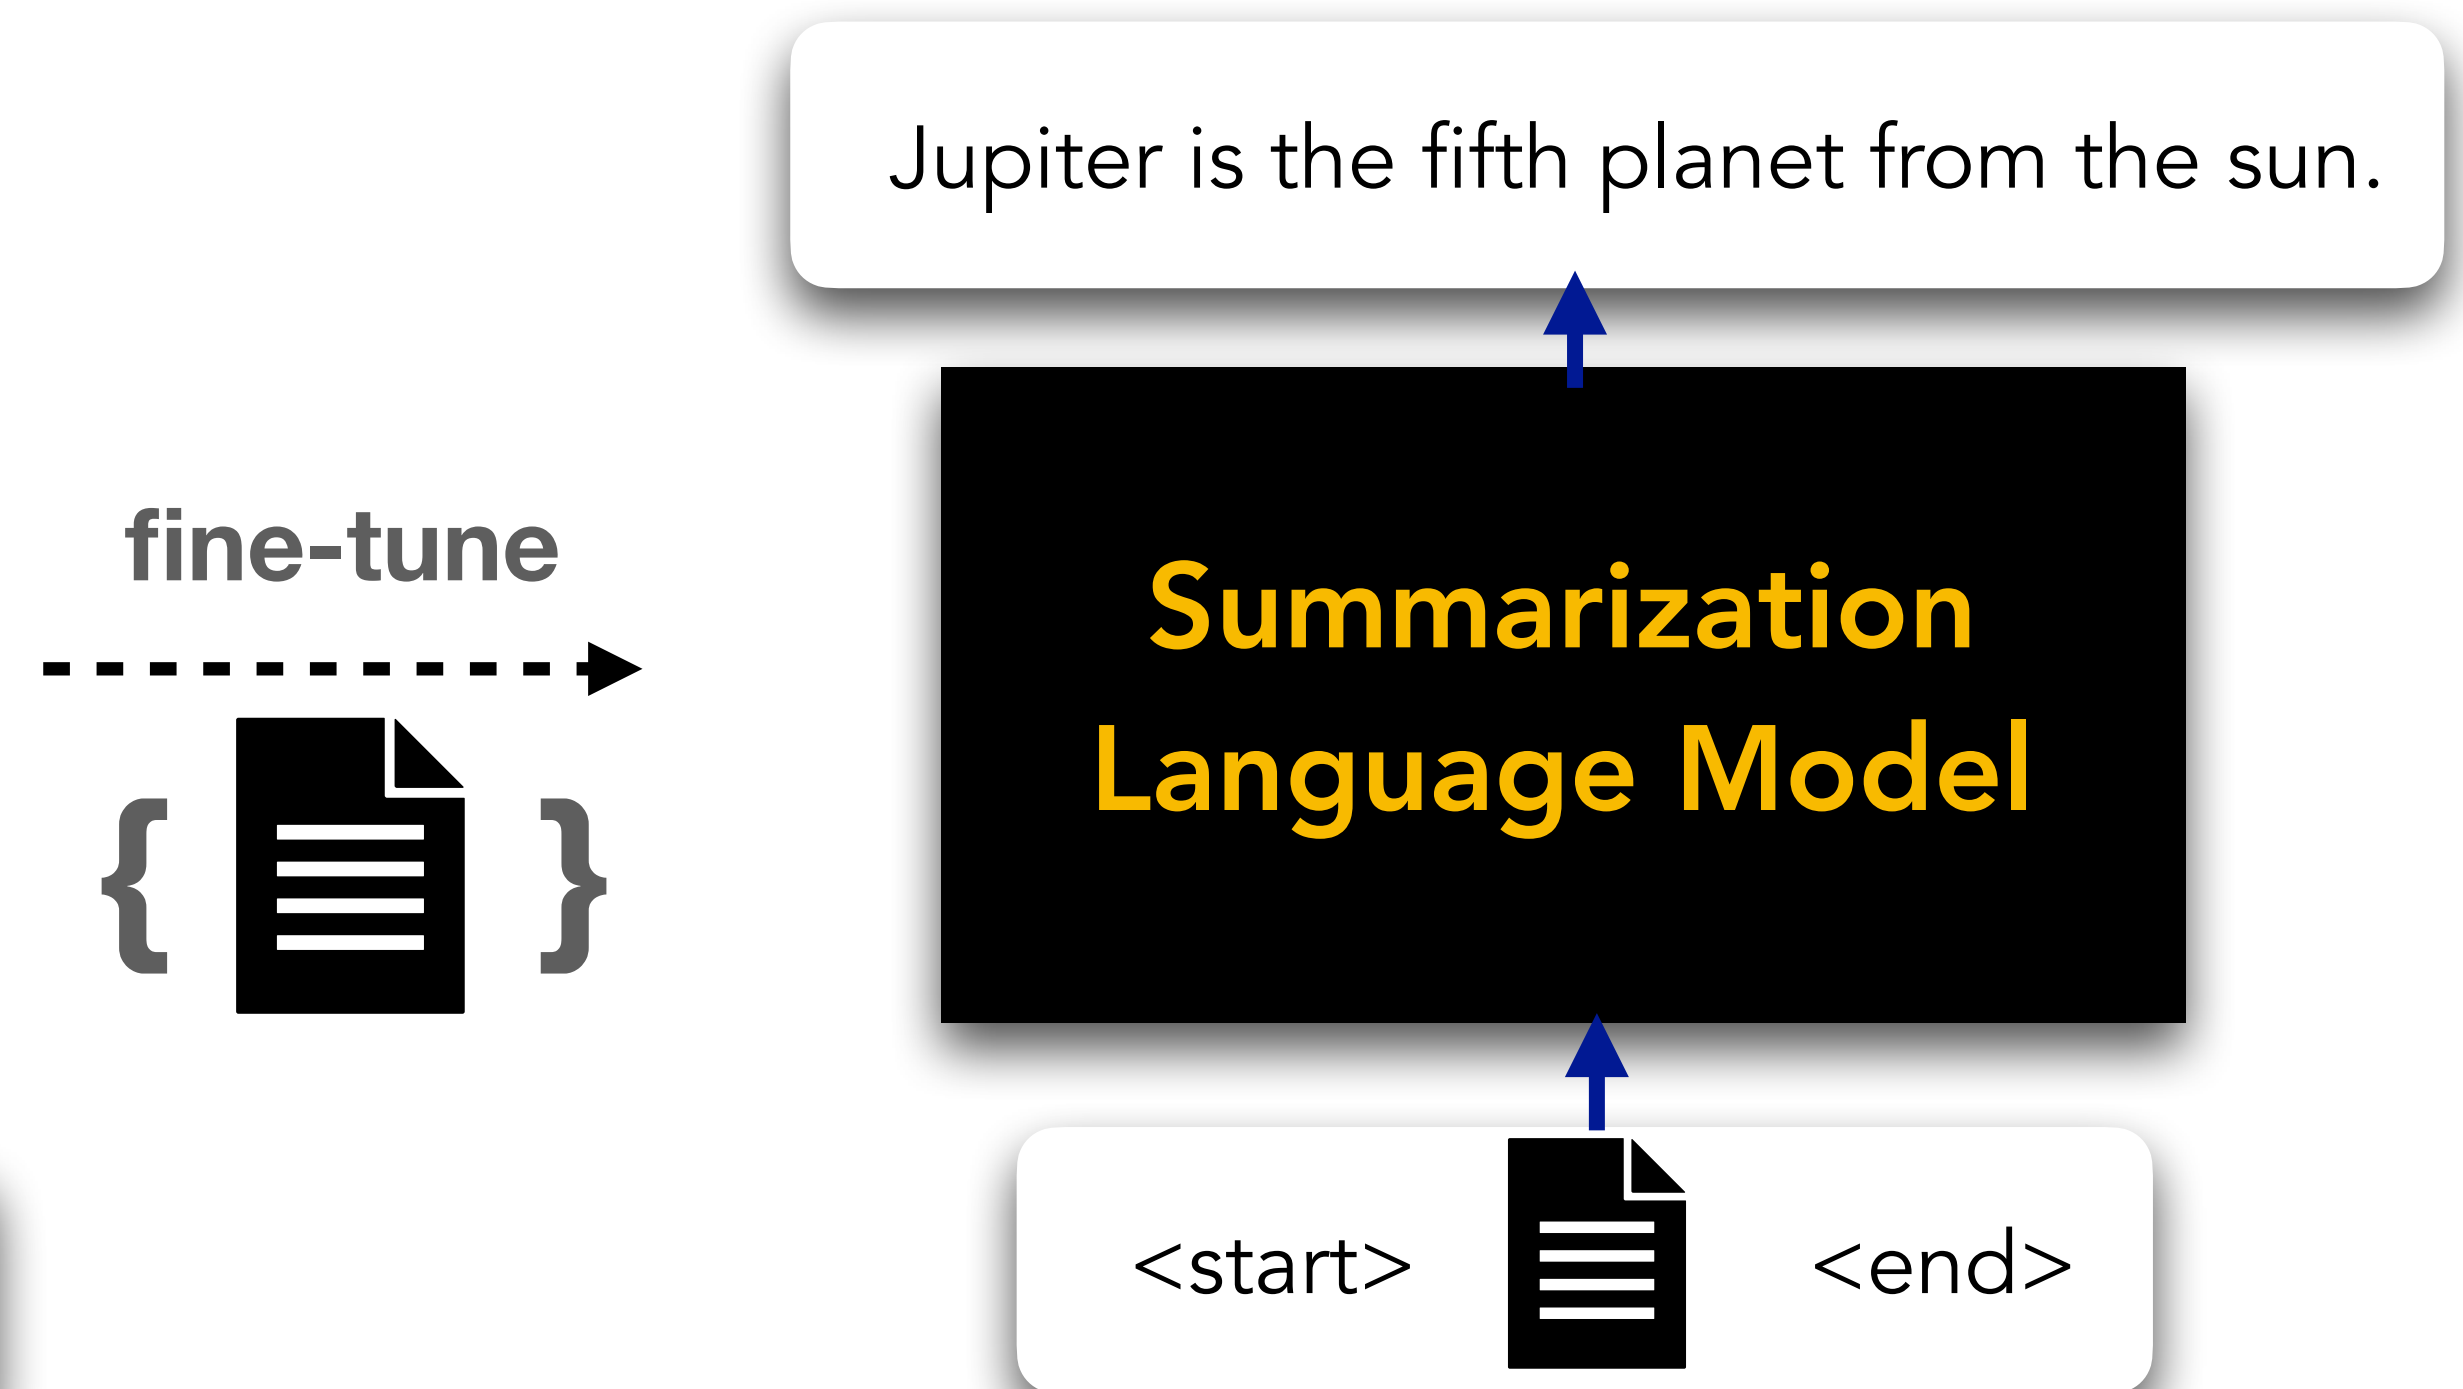 Jupiter is the fifth planet from the sun.
fine-tune
{ }
Summarization
Language Model
<start> <end>